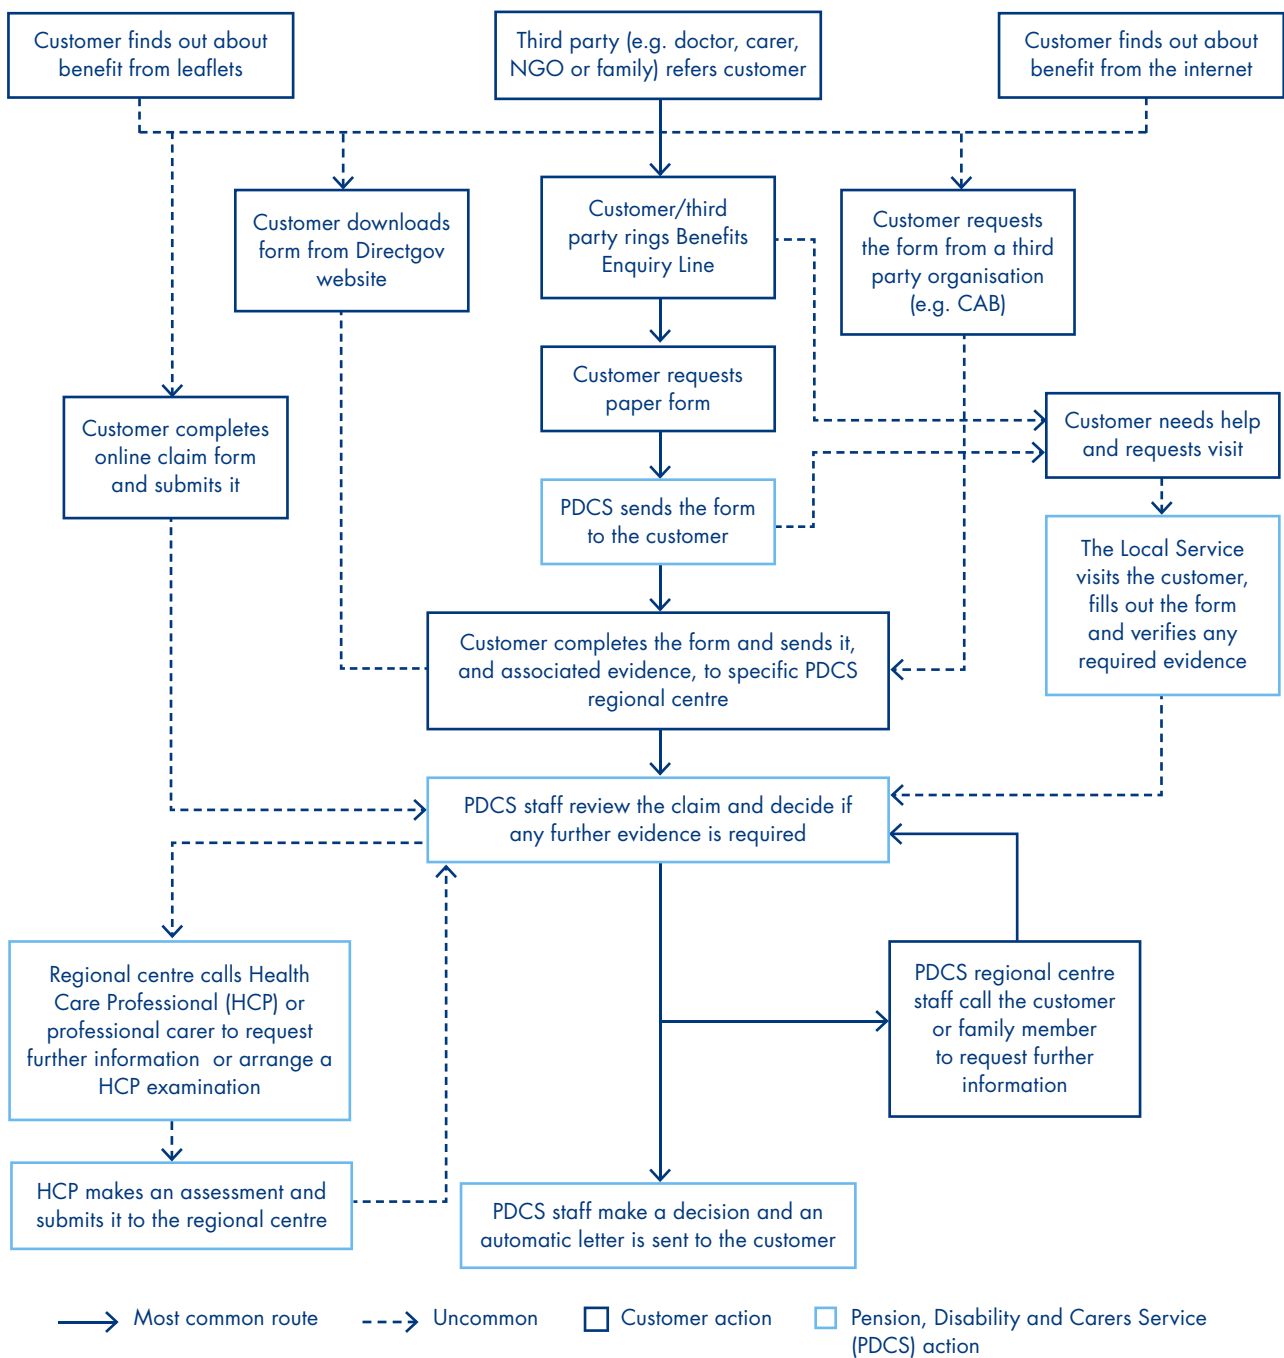 Customer finds out about
benefit from leaflets
Third party (e.g. doctor, carer,
NGO or family) refers customer
Customer finds out about
benefit from the internet
Customer downloads
form from Directgov
website
Customer/third
party rings Benefits
Enquiry Line
Customer requests
the form from a third
party organisation
(e.g. CAB)
Customer requests
paper form
Customer completes
online claim form
and submits it
Customer needs help
and requests visit
PDCS sends the form
to the customer
The Local Service
visits the customer,
fills out the form
and verifies any
required evidence
Customer completes the form and sends it,
and associated evidence, to specific PDCS
regional centre
PDCS staff review the claim and decide if
any further evidence is required
Regional centre calls Health
Care Professional (HCP) or
professional carer to request
further information or arrange a
HCP examination
PDCS regional centre
staff call the customer
or family member
to request further
information
HCP makes an assessment and
submits it to the regional centre
PDCS staff make a decision and an
automatic letter is sent to the customer
Most common route
Uncommon
Customer action
Pension, Disability and Carers Service
(PDCS) action